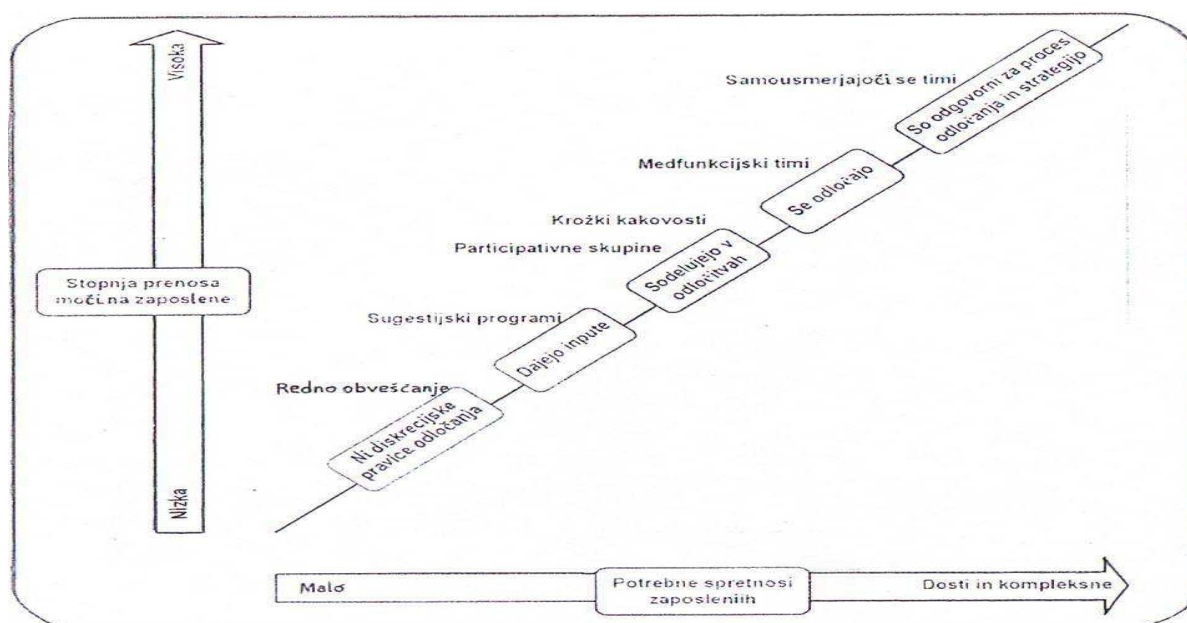 Visoka
Stopnja prenosa
moči na zaposlene
Nizka
Samousmerjajoči se timi
So odgovorni za proces
odločanja in strategijo
Medfunkcijski timi
Se odločajo
Krožki kakovosti
Participativne skupine
Sodelujejo v
odločitvah
Sugestijski programi
Dajejo inpute
Redno obveščanje
Ni diskrecijske
pravice odločanja
Malo
Potrebne spretnosi
zaposleniih
Dosti in kompleksne